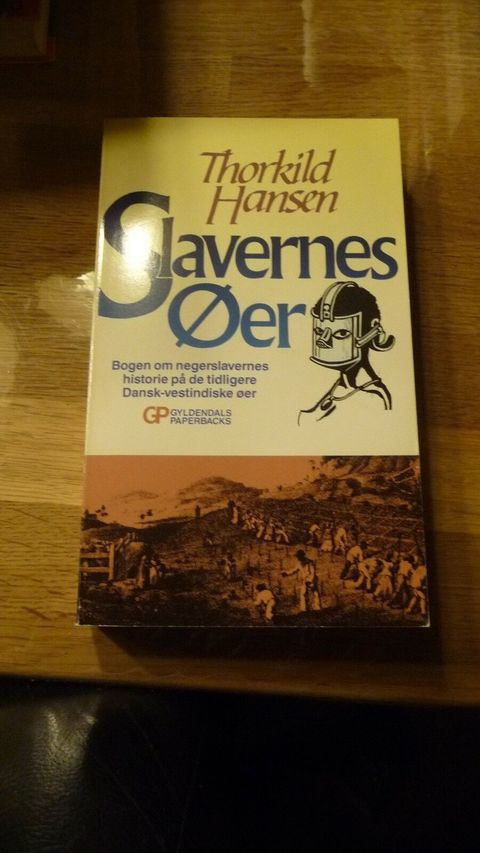 Thorkild
Hansen
Slavernes
Øer
Bogen om negerslavernes
historie på de tidligere
Dansk-vestindiske øer
GP GYLDENDALS
PAPERBACKS